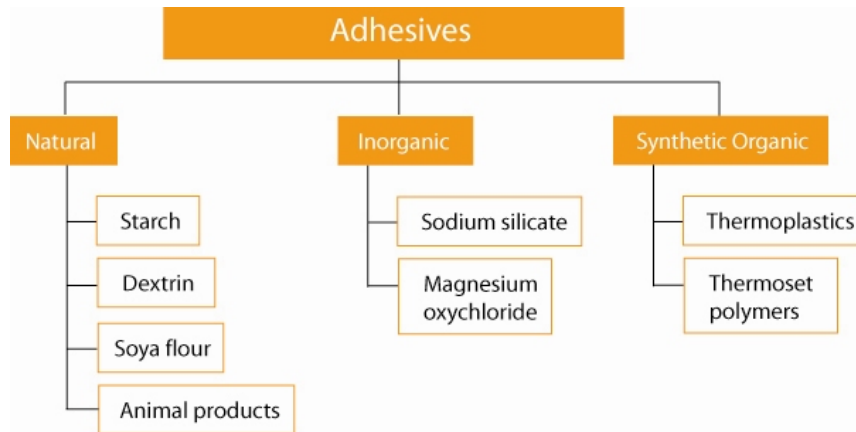 Adhesives
Natural
Inorganic
Synthetic Organic
Starch
Dextrin
Soya flour
Animal products
Sodium silicate
Magnesium
oxychloride
Thermoplastics
Thermoset
polymers